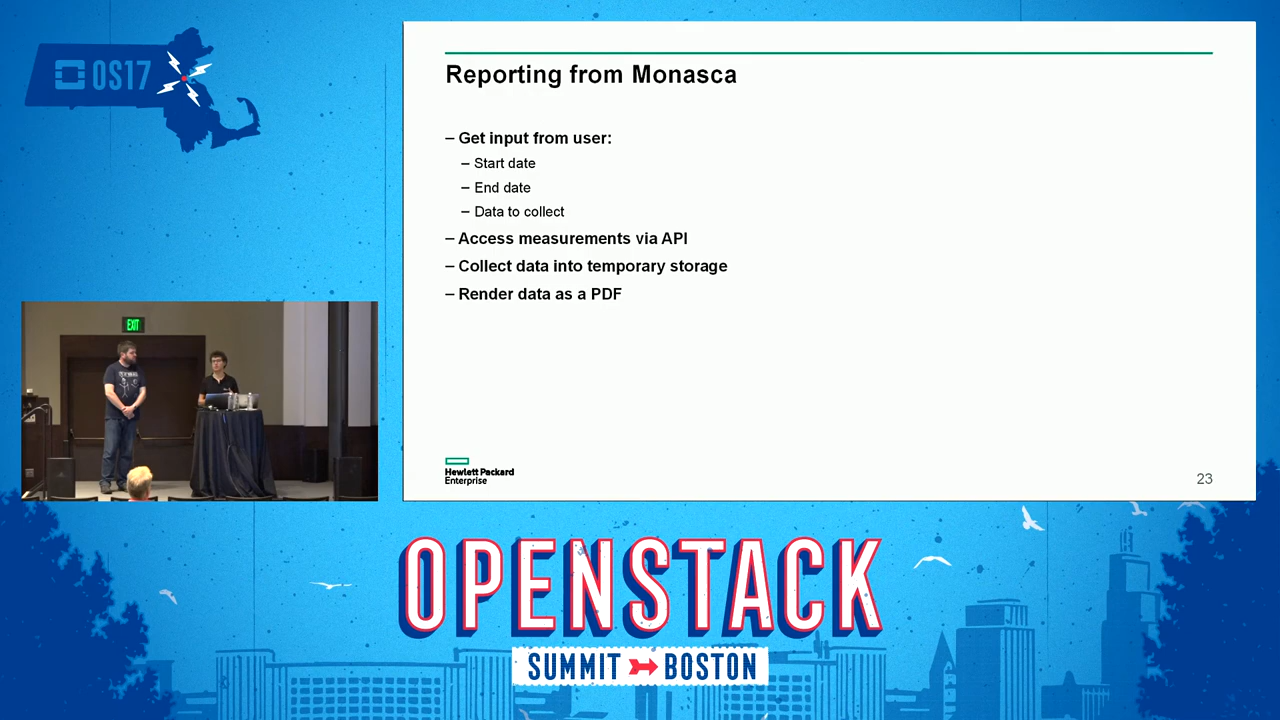 OS17
Reporting from Monasca
– Get input from user:
– Start date
– End date
– Data to collect
– Access measurements via API
– Collect data into temporary storage
– Render data as a PDF
Hewlett Packard
Enterprise
23
EXIT
OPENSTACK
SUMMIT BOSTON